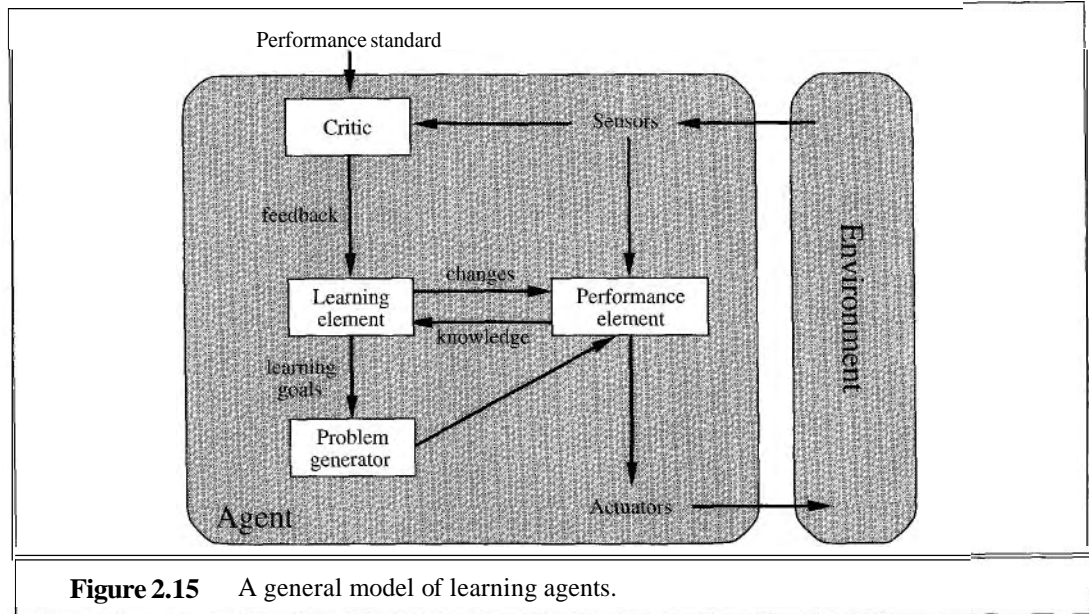 Performance standard
Critic
Sensors
feedback
changes
Learning
element
Performance
element
knowledge
learning
goals
Problem
generator
Environment
Agent
Actuators
Figure 2.15 A general model of learning agents.